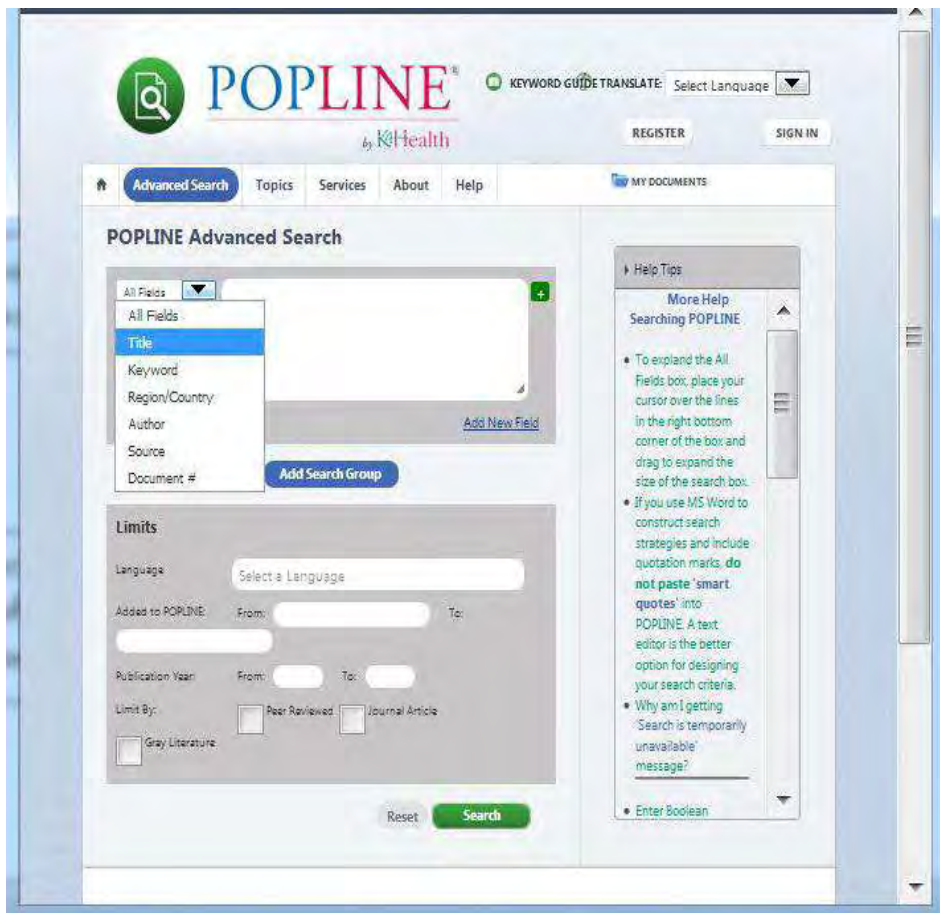 POPLINE®
by K4Health
KEYWORD GUIDE TRANSLATE: Select Language
REGISTER SIGN IN
Advanced Search Topics Services About Help
MY DOCUMENTS
POPLINE Advanced Search
All Fields
+
All Fields
Title
Keyword
Region/Country
Author
Source
Document #
Add New Field
Add Search Group
Limits
Language Select a Language
Added to POPLINE: From: To:
Publication Year: From: To:
Limit By: Peer Reviewed Journal Article
Gray Literature
Reset Search
Help Tips
More Help
Searching POPLINE
• To expland the All
Fields box, place your
cursor over the lines
in the right bottom
corner of the box and
drag to expand the
size of the search box.
• If you use MS Word to
construct search
strategies and include
quotation marks, do
not paste 'smart
quotes' into
POPLINE. A text
editor is the better
option for designing
your search criteria.
• Why am I getting
'Search is temporarily
unavailable'
message?
• Enter Boolean